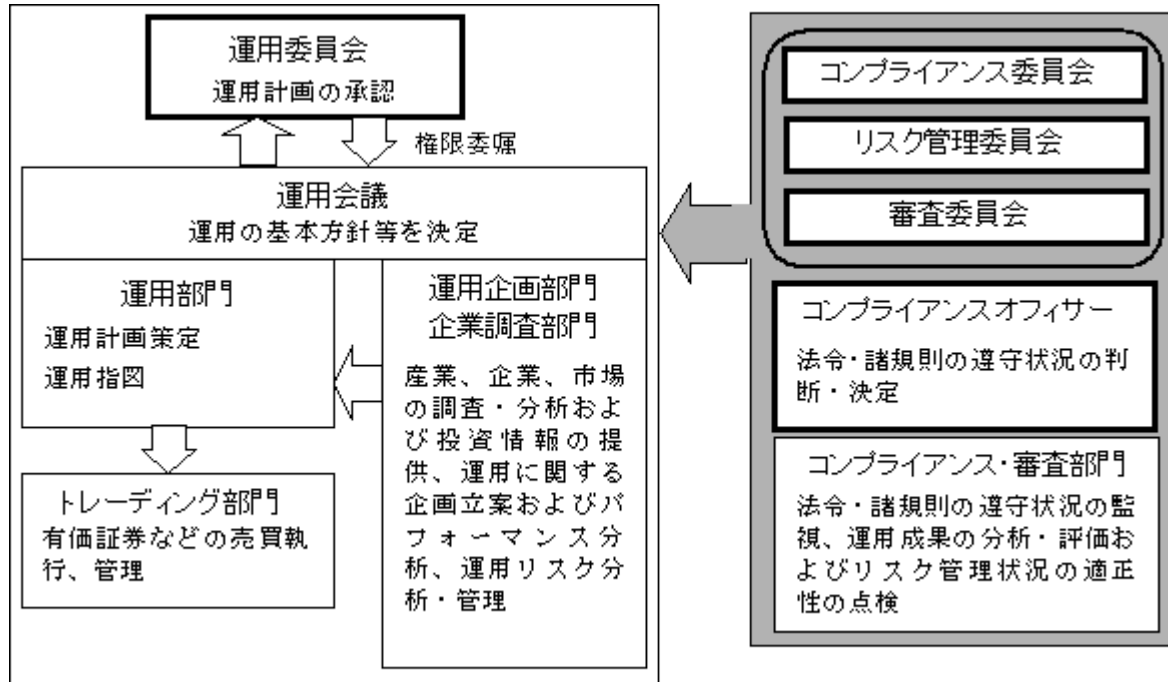 運用委員会
運用計画の承認
権限委嘱
運用会議
運用の基本方針等を決定
運用部門
運用計画策定
運用指図
運用企画部門
企業調査部門
産業、企業、市場
の調査・分析およ
び投資情報の提
供、運用に関する
企画立案およびパ
フォーマンス分
析、運用リスク分
析・管理
トレーディング部門
有価証券などの売買執
行、管理
コンプライアンス委員会
リスク管理委員会
審査委員会
コンプライアンスオフィサー
法令・諸規則の遵守状況の判
断・決定
コンプライアンス・審査部門
法令・諸規則の遵守状況の監
視、運用成果の分析・評価お
よびリスク管理状況の適正
性の点検